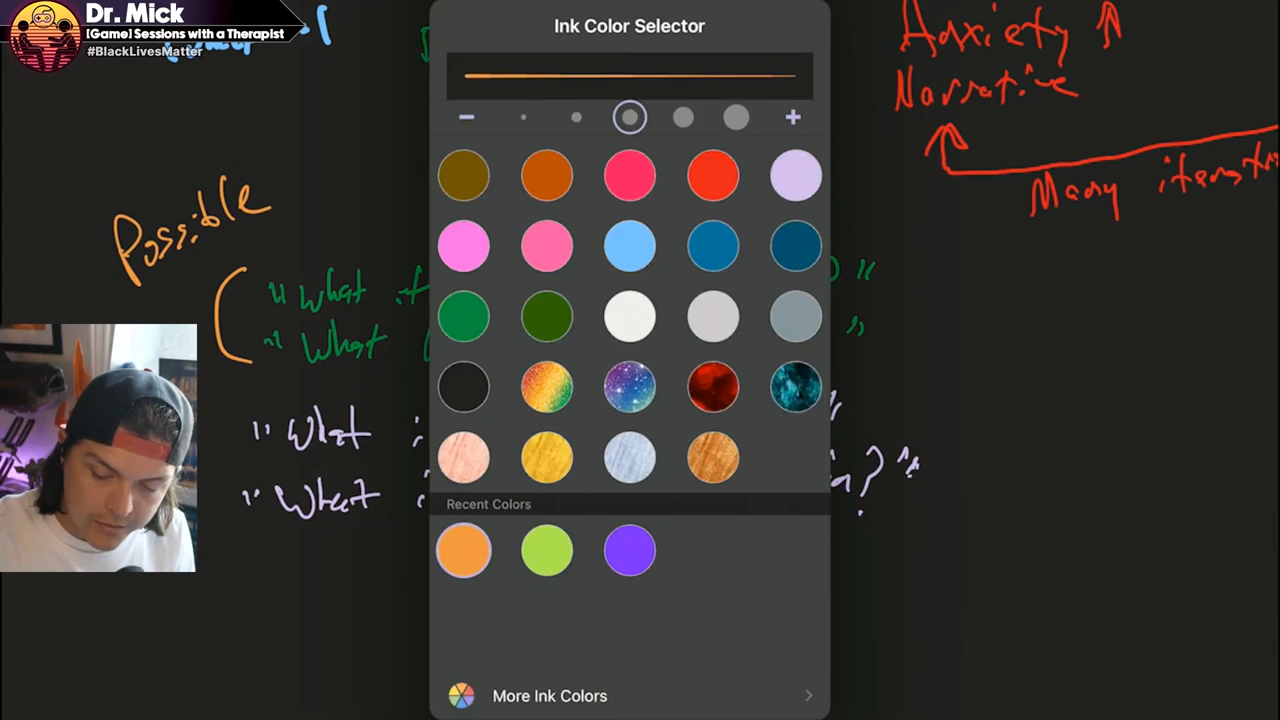 Dr. Mick
[Game] Sessions with a Therapist
#BlackLivesMatter
Ink Color Selector
Anxiety
Narrative
Many
Possible
"What if
"What
"What
"What
"
"
"
?"
Recent Colors
More Ink Colors